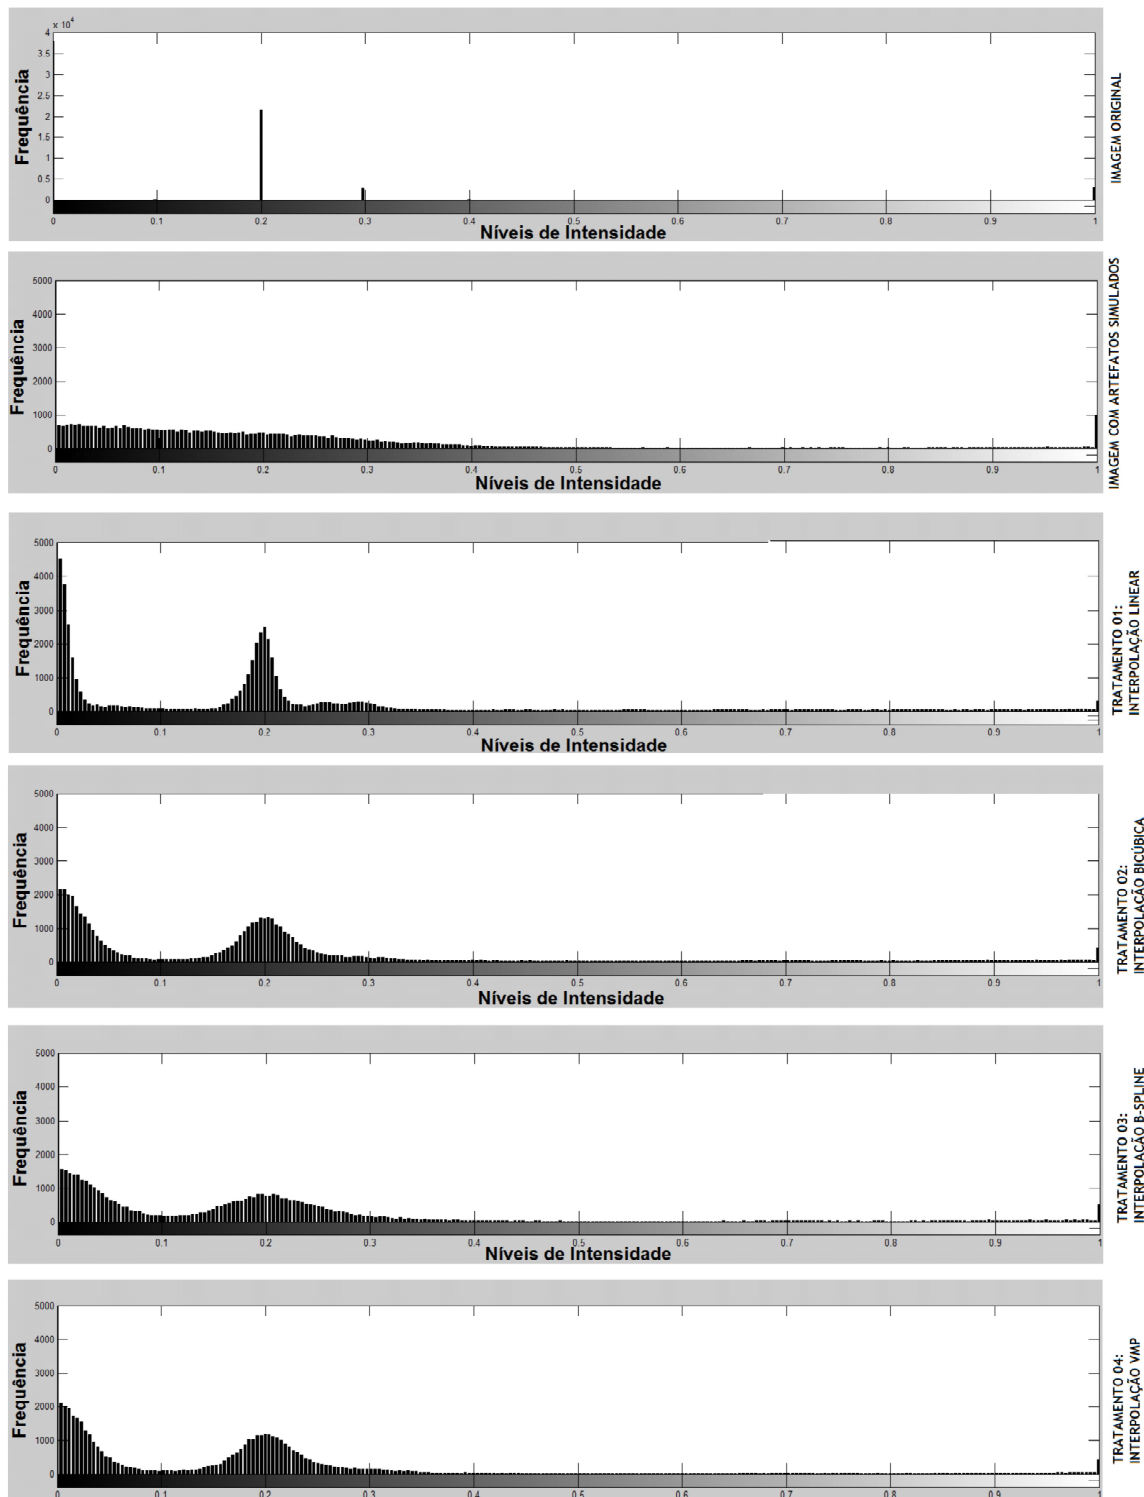 x 10⁴
4
3.5
3
2.5
2
1.5
1
0.5
0
Frequência
0 0.1 0.2 0.3 0.4 0.5 0.6 0.7 0.8 0.9 1
Níveis de Intensidade
IMAGEM ORIGINAL
5000
4000
3000
2000
1000
0
Frequência
0 0.1 0.2 0.3 0.4 0.5 0.6 0.7 0.8 0.9 1
Níveis de Intensidade
IMAGEM COM ARTEFATOS SIMULADOS
5000
4000
3000
2000
1000
0
Frequência
0 0.1 0.2 0.3 0.4 0.5 0.6 0.7 0.8 0.9 1
Níveis de Intensidade
TRATAMENTO 01:
INTERPOLAÇÃO LINEAR
5000
4000
3000
2000
1000
0
Frequência
0 0.1 0.2 0.3 0.4 0.5 0.6 0.7 0.8 0.9 1
Níveis de Intensidade
TRATAMENTO 02:
INTERPOLAÇÃO BICÚBICA
5000
4000
3000
2000
1000
0
Frequência
0 0.1 0.2 0.3 0.4 0.5 0.6 0.7 0.8 0.9 1
Níveis de Intensidade
TRATAMENTO 03:
INTERPOLAÇÃO B-SPLINE
5000
4000
3000
2000
1000
0
Frequência
0 0.1 0.2 0.3 0.4 0.5 0.6 0.7 0.8 0.9 1
TRATAMENTO 04:
INTERPOLAÇÃO VMP